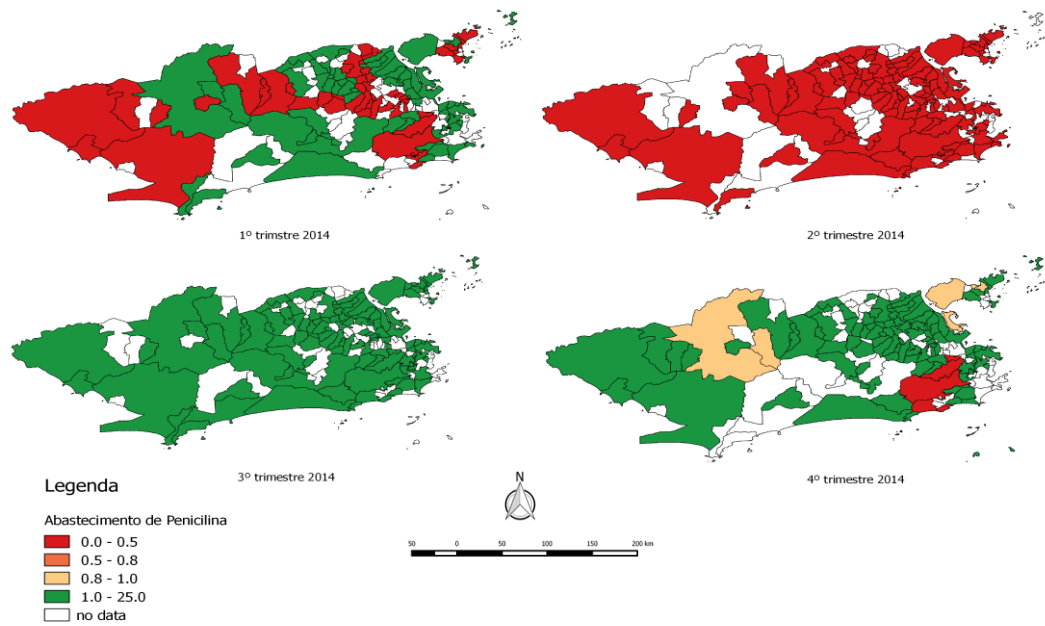 1º trimstre 2014
2º trimestre 2014
3º trimestre 2014
4º trimestre 2014
Legenda
Abastecimento de Penicilina
0.0 - 0.5
0.5 - 0.8
0.8 - 1.0
1.0 - 25.0
no data
N
50 0 50 100 150 200 km